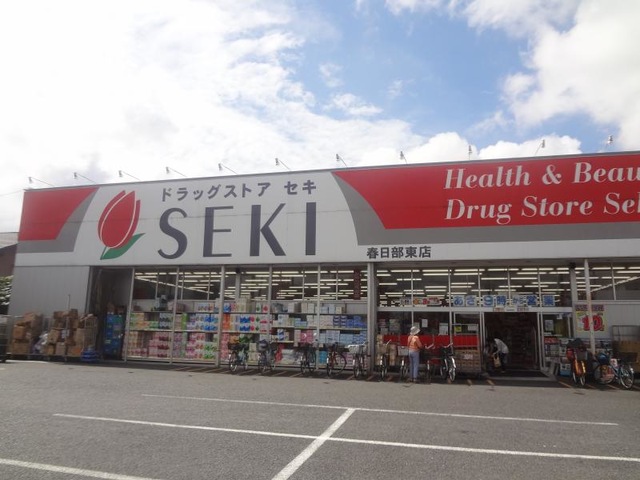 ドラッグストア セキ
SEKI
春日部東店
Health & Beau
Drug Store Sek